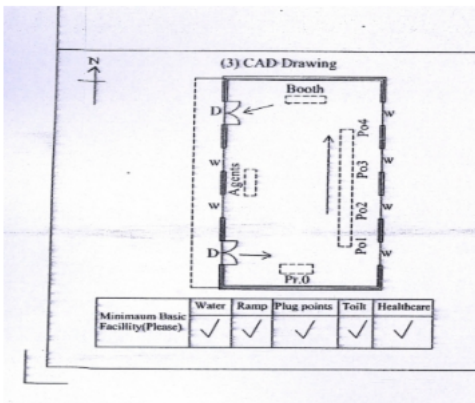 N
(3) CAD Drawing
Booth
D
W
Po4
W
W
Po3
Agents
W
W
Po2
D
W
Po1
Pr.0
Water Ramp Plug points Toilt Healthcare
Minimaum Basic
Facillity(Please).